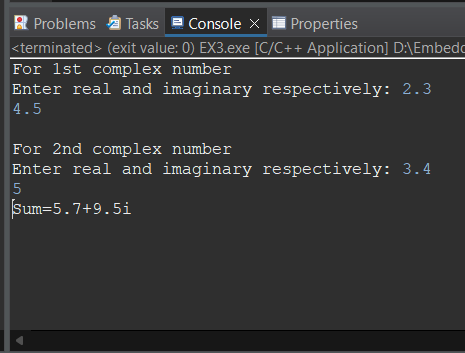 Problems Tasks Console Properties
<terminated> (exit value: 0) EX3.exe [C/C++ Application] D:\Embedd
For 1st complex number
Enter real and imaginary respectively: 2.3
4.5
For 2nd complex number
Enter real and imaginary respectively: 3.4
5
Sum=5.7+9.5i